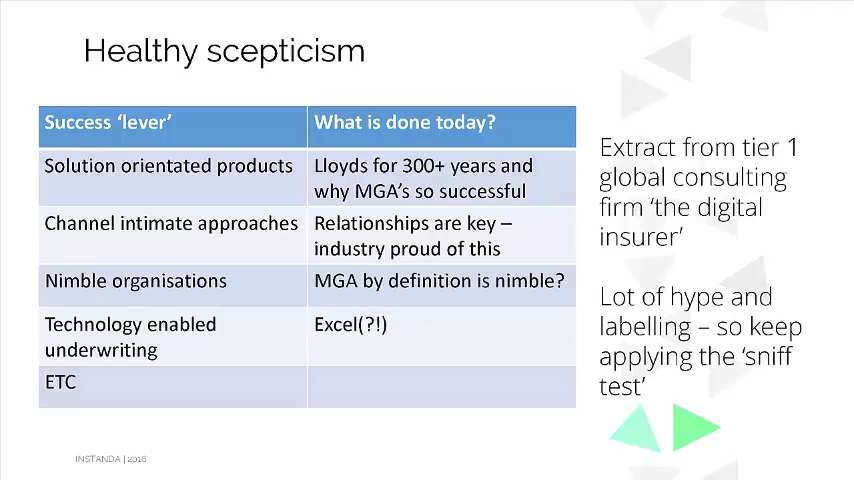 Healthy scepticism
Success ‘lever’
What is done today?
Solution orientated products
Lloyds for 300+ years and
why MGA’s so successful
Channel intimate approaches
Relationships are key –
industry proud of this
Nimble organisations
MGA by definition is nimble?
Technology enabled
underwriting
Excel(?!)
ETC
Extract from tier 1
global consulting
firm ‘the digital
insurer’
Lot of hype and
labelling – so keep
applying the ‘sniff
test’
INSTANDA | 2016